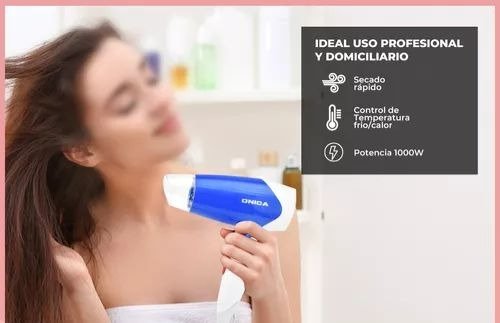 IDEAL USO PROFESIONAL
Y DOMICILIARIO
Secado
rápido
Control de
Temperatura
frío/calor
Potencia 1000W
ONIDA